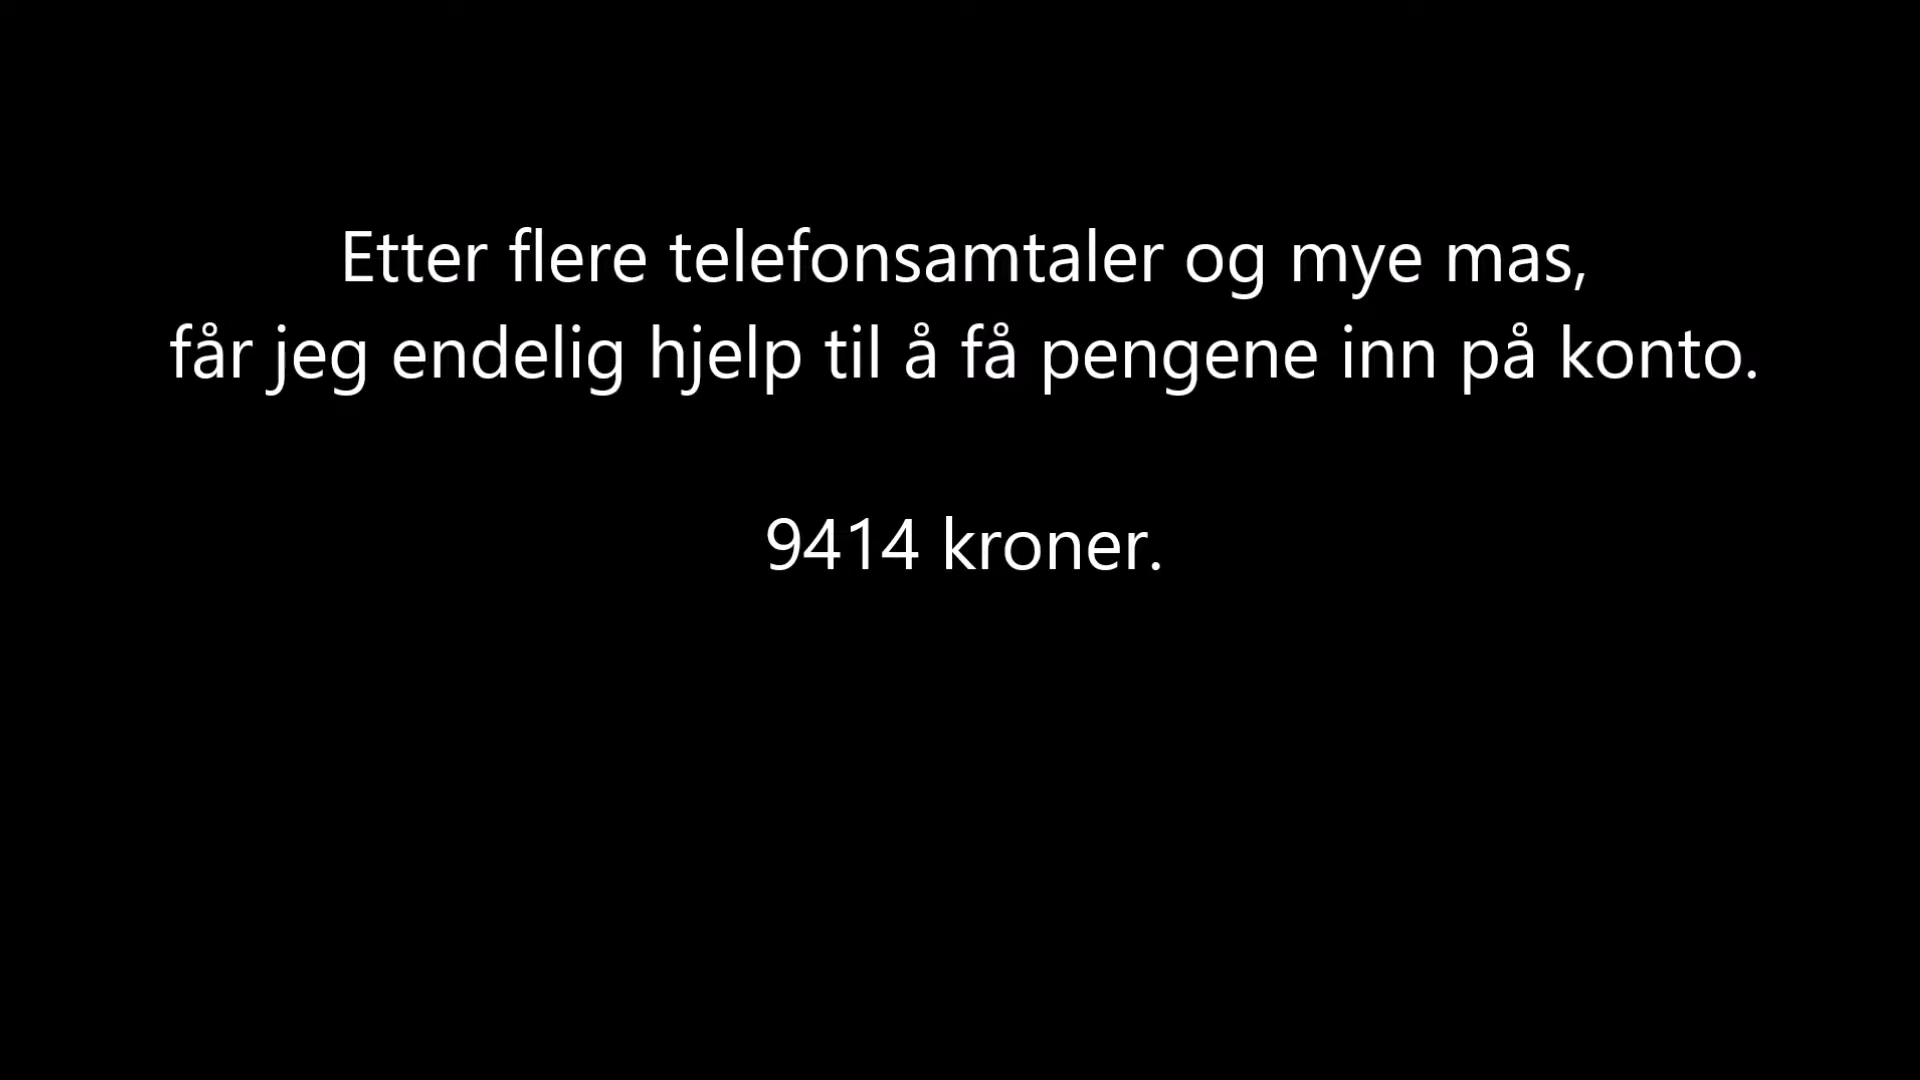 Etter flere telefonsamtaler og mye mas,
får jeg endelig hjelp til å få pengene inn på konto.
9414 kroner.